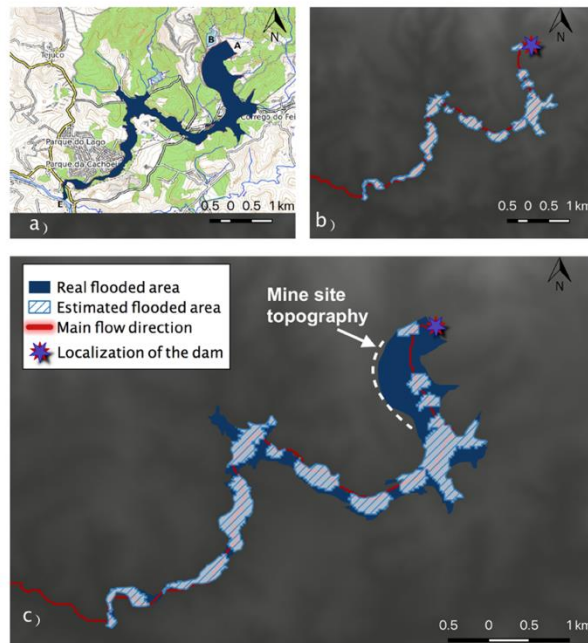 N
B
A
Tejuco
Córrego do Fei
Parque do Lago
Parque da Cachoei
E
0.5 0 0.5 1 km
a)
N
0.5 0 0.5 1 km
b)
Real flooded area
Estimated flooded area
Main flow direction
Localization of the dam
Mine site
topography
N
0.5 0 0.5 1 km
c)